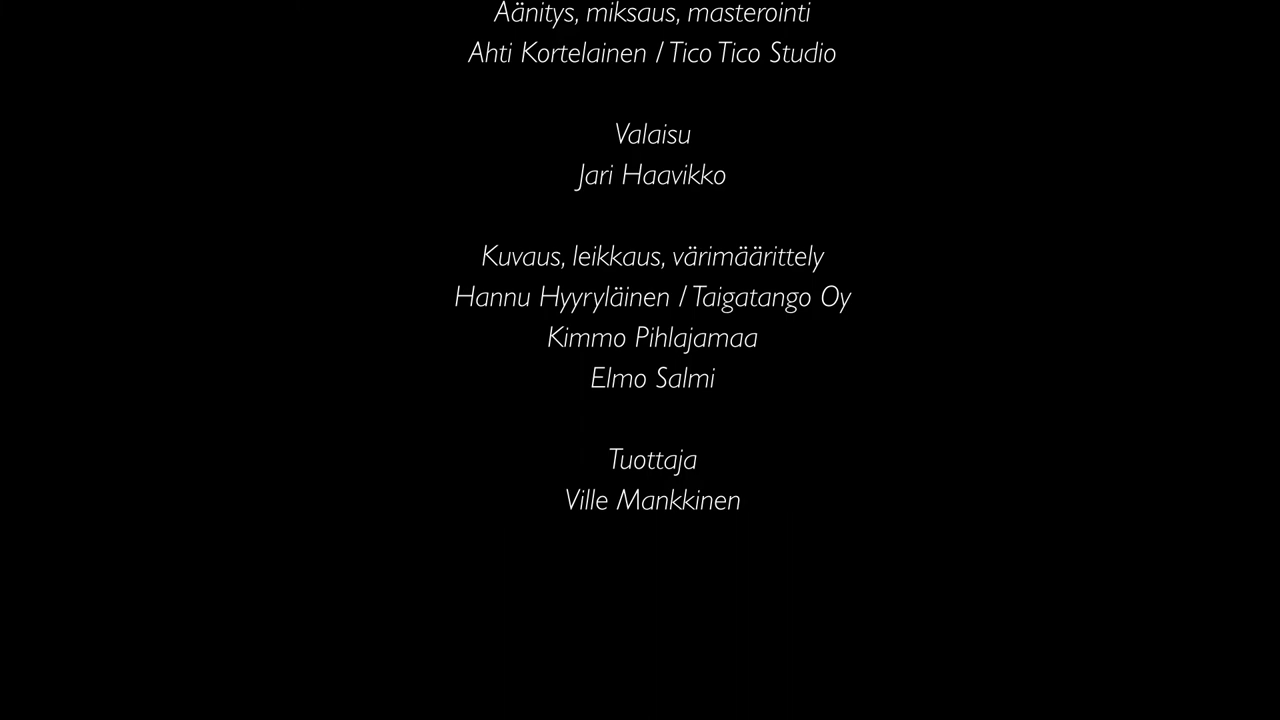 Äänitys, miksaus, masterointi
Ahti Kortelainen / Tico Tico Studio
Valaisu
Jari Haavikko
Kuvaus, leikkaus, värimäärittely
Hannu Hyyryläinen / Taigatango Oy
Kimmo Pihlajamaa
Elmo Salmi
Tuottaja
Ville Mankkinen